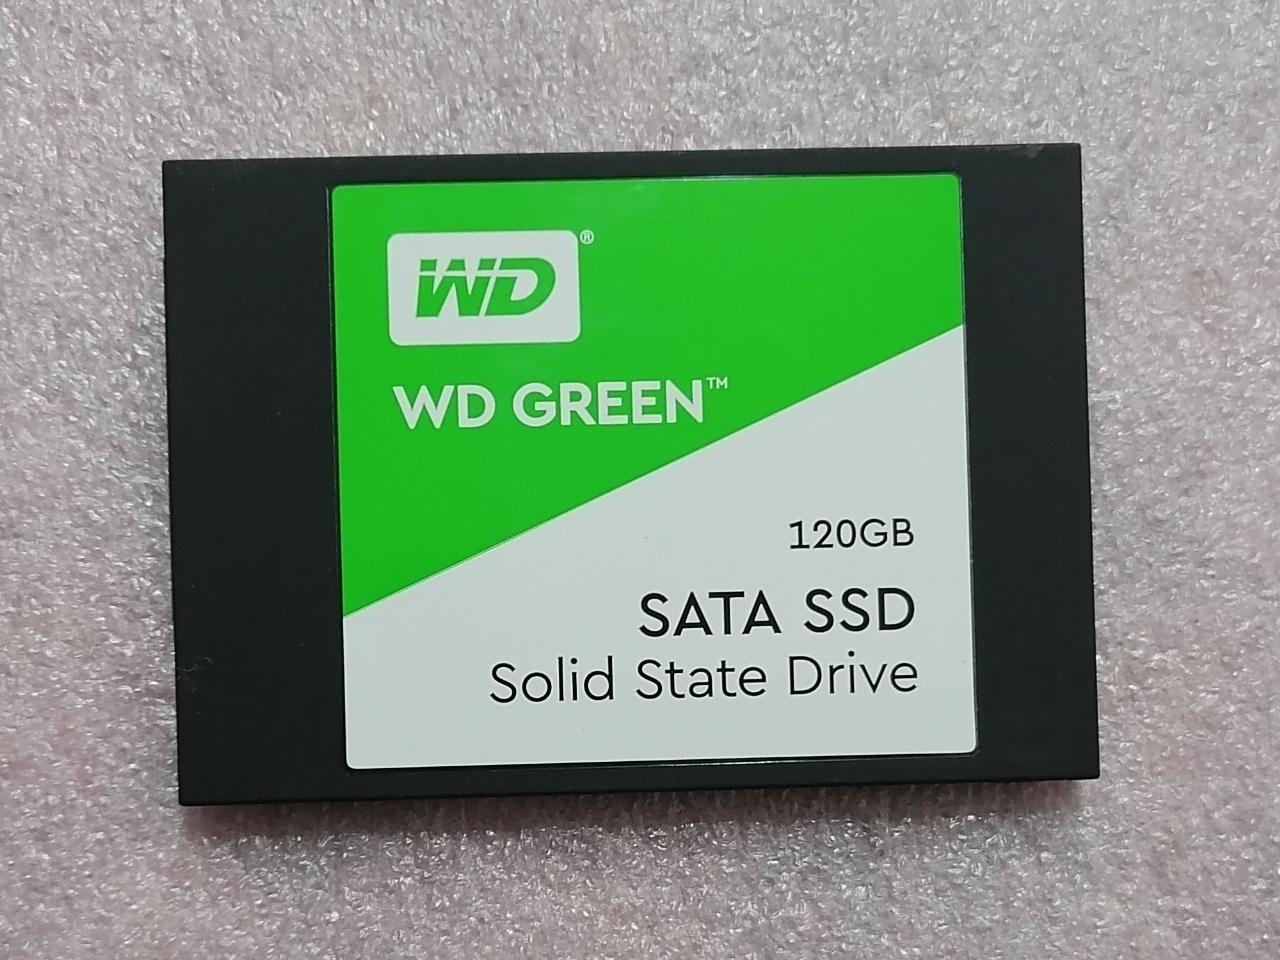 WD®
WD GREEN™
120GB
SATA SSD
Solid State Drive